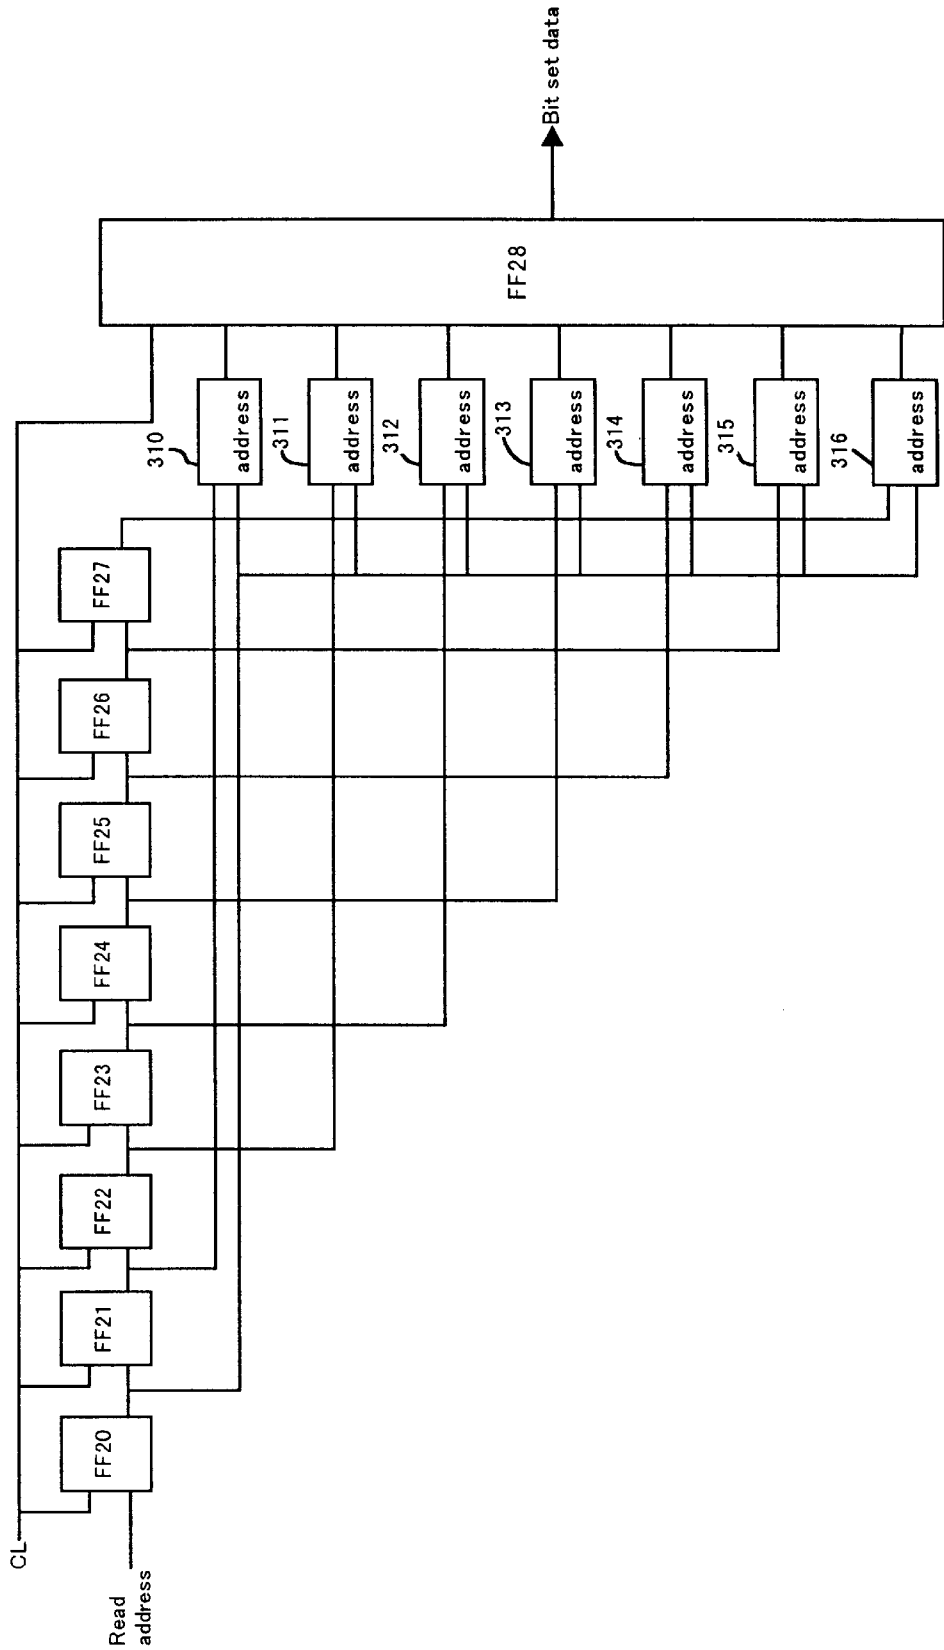 CL
Read
address
FF20
FF21
FF22
FF23
FF24
FF25
FF26
FF27
310
address
311
address
312
address
313
address
314
address
315
address
316
address
FF28
Bit set data